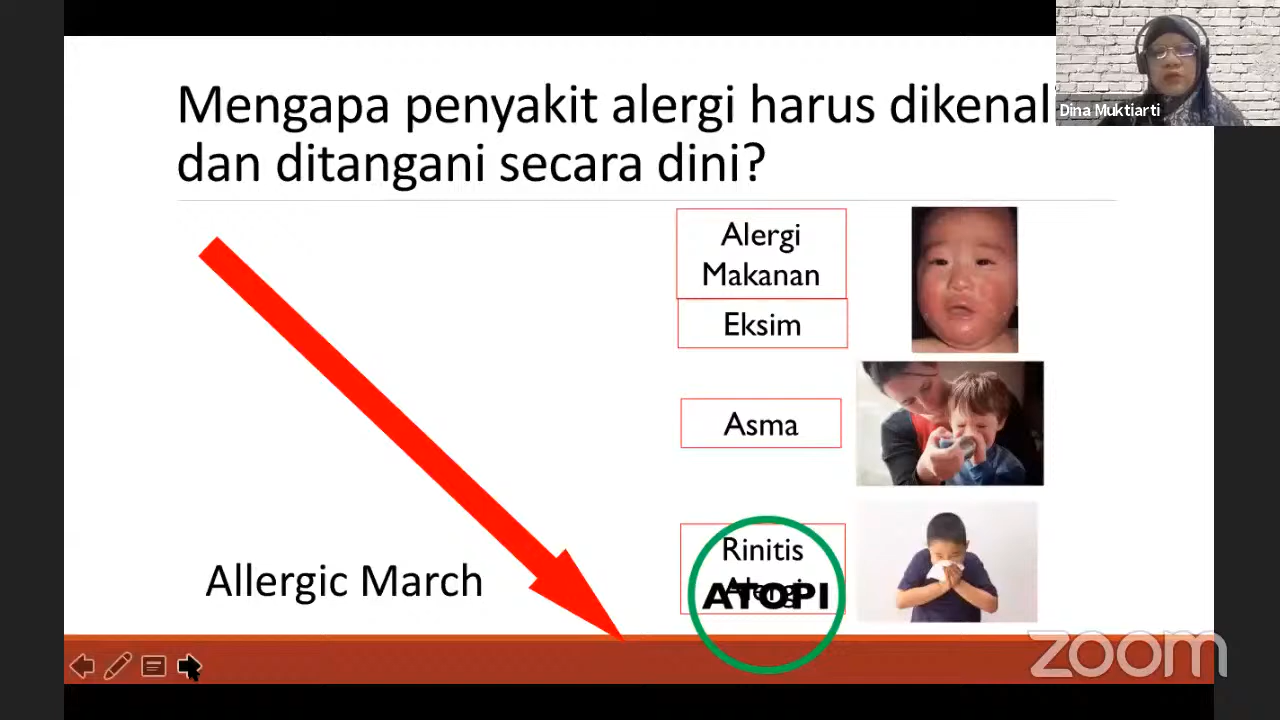 Mengapa penyakit alergi harus dikenali
dan ditangani secara dini?
Dina Muktiarti
Alergi
Makanan
Eksim
Asma
Rinitis
Alergi
ATOPI
Allergic March
zoom